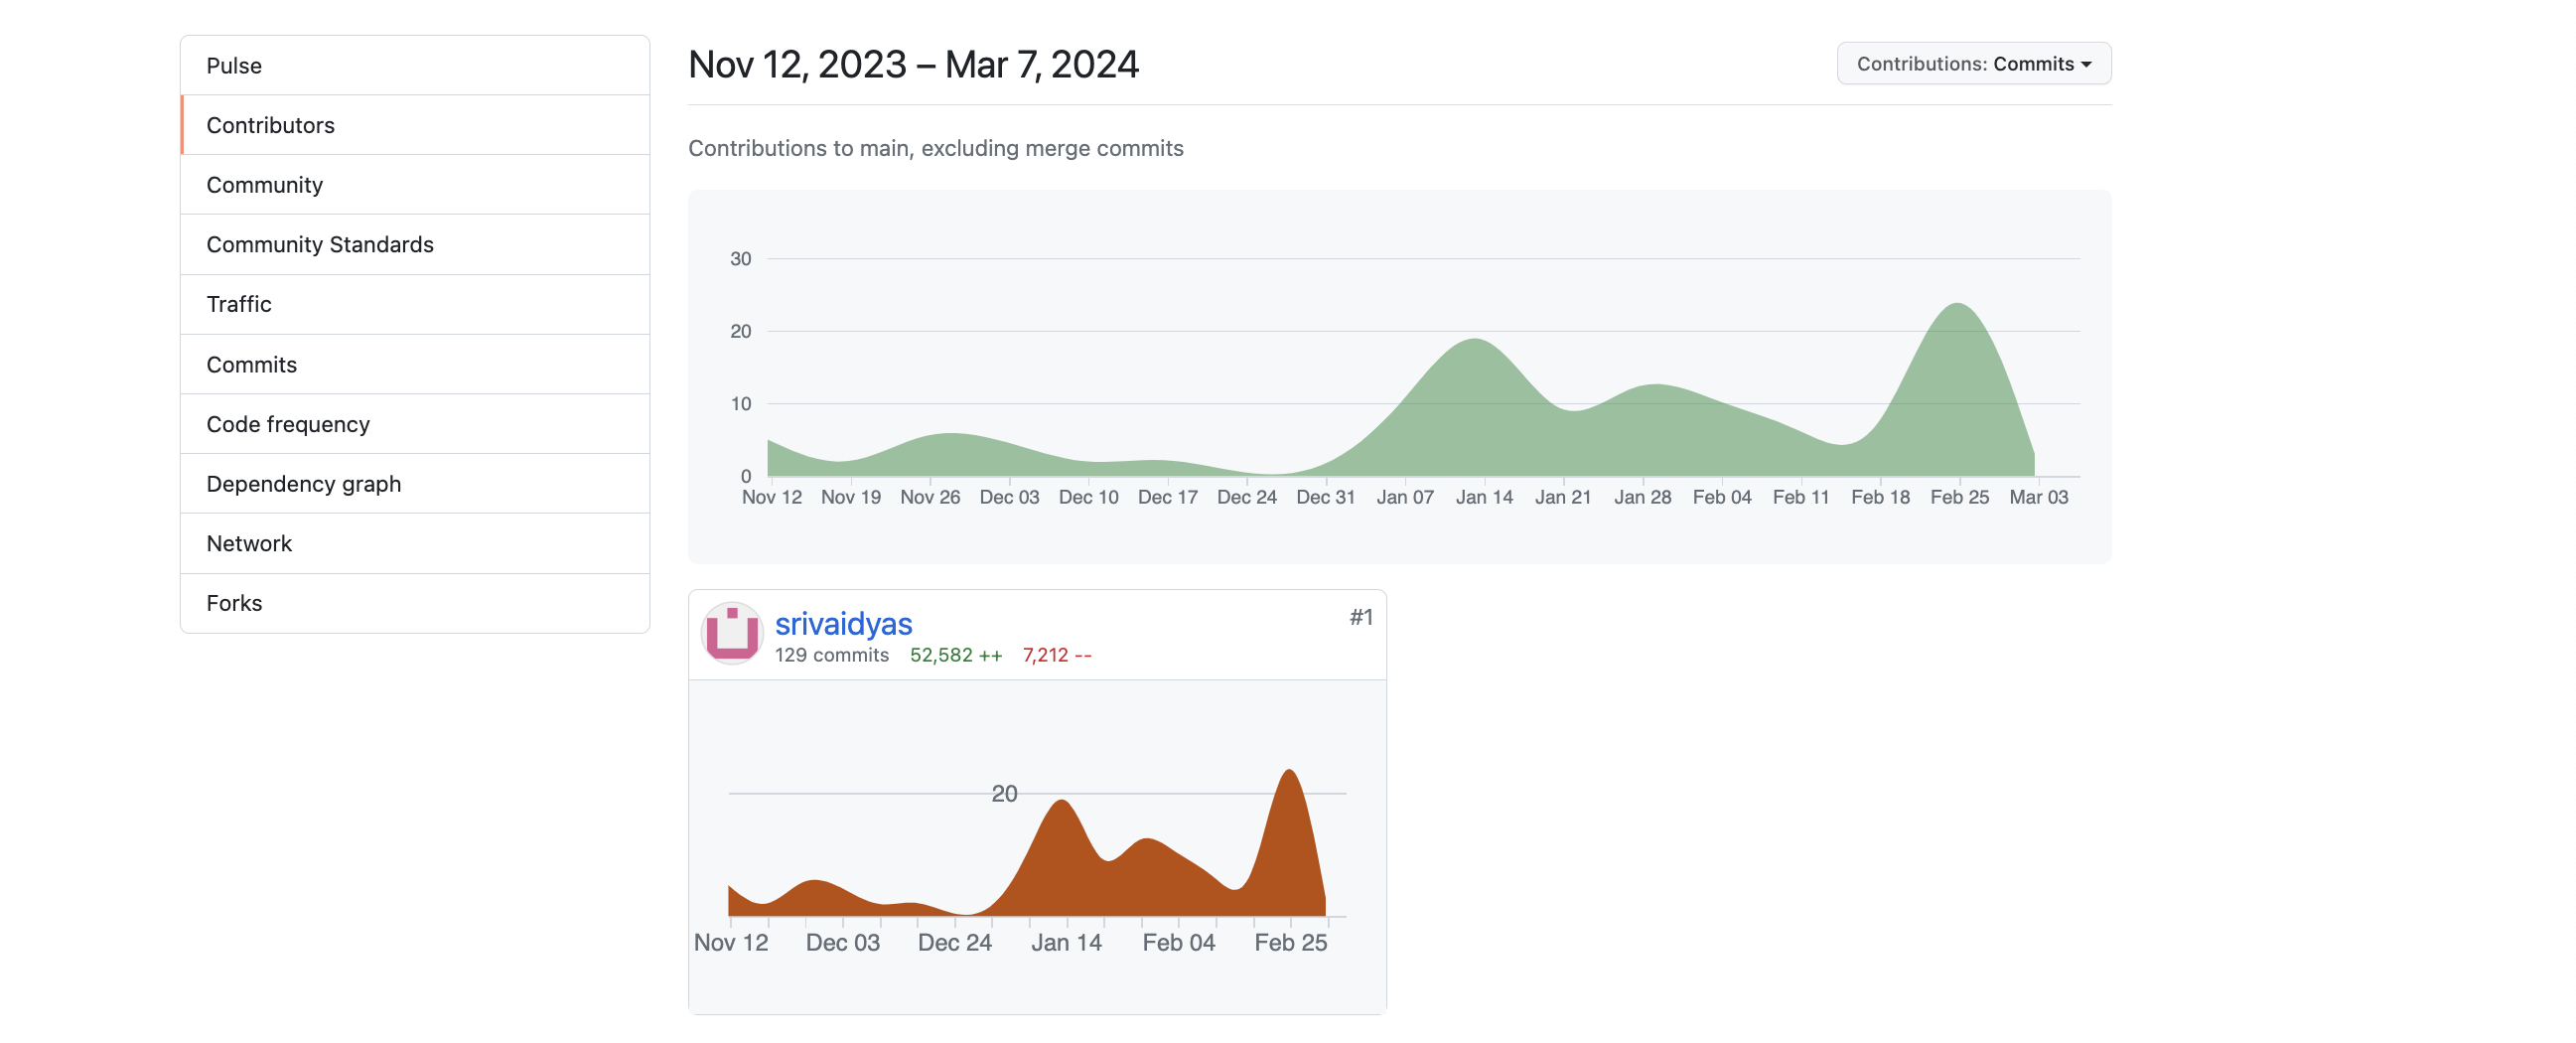 Pulse
Contributors
Community
Community Standards
Traffic
Commits
Code frequency
Dependency graph
Network
Forks
Nov 12, 2023 – Mar 7, 2024
Contributions: Commits
Contributions to main, excluding merge commits
30
20
10
0
Nov 12 Nov 19 Nov 26 Dec 03 Dec 10 Dec 17 Dec 24 Dec 31 Jan 07 Jan 14 Jan 21 Jan 28 Feb 04 Feb 11 Feb 18 Feb 25 Mar 03
srivaidyas #1
129 commits 52,582 ++ 7,212 --
20
Nov 12 Dec 03 Dec 24 Jan 14 Feb 04 Feb 25